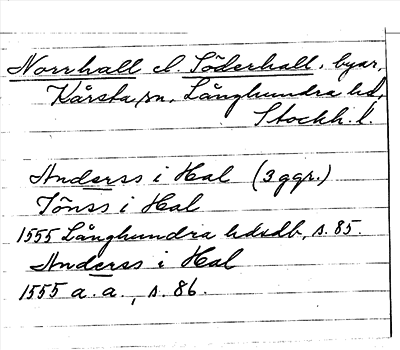 Norrhall el. Söderhall, byar,
Kårsta sn, Långhundra hd,
Stockh. l.
Anderss i Hal (3 ggr.)
Jönss i Hal
1555 Långhundra hdsdb, s. 85.
Anderss i Hal
1555 a. a., s. 86.